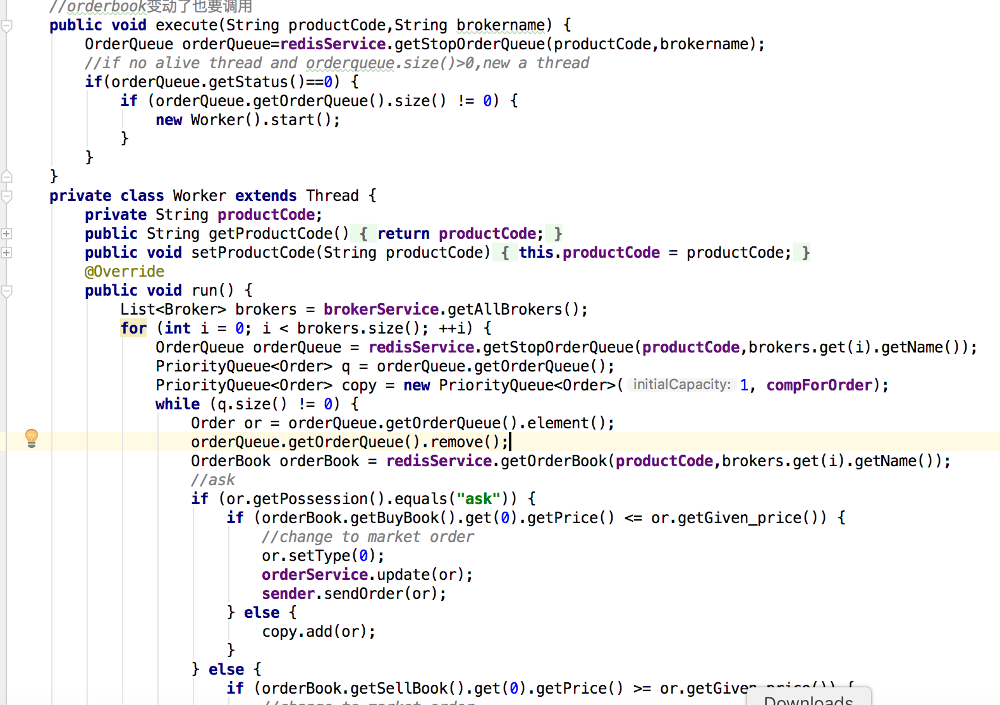 //orderbook变动了也要调用
public void execute(String productCode,String brokername) {
OrderQueue orderQueue=redisService.getStopOrderQueue(productCode,brokername);
//if no alive thread and orderqueue.size()>0,new a thread
if(orderQueue.getStatus()==0) {
if (orderQueue.getOrderQueue().size() != 0) {
new Worker().start();
}
}
}
private class Worker extends Thread {
private String productCode;
public String getProductCode() { return productCode; }
public void setProductCode(String productCode) { this.productCode = productCode; }
@Override
public void run() {
List<Broker> brokers = brokerService.getAllBrokers();
for (int i = 0; i < brokers.size(); ++i) {
OrderQueue orderQueue = redisService.getStopOrderQueue(productCode,brokers.get(i).getName());
PriorityQueue<Order> q = orderQueue.getOrderQueue();
PriorityQueue<Order> copy = new PriorityQueue<Order>( initialCapacity: 1, compForOrder);
while (q.size() != 0) {
Order or = orderQueue.getOrderQueue().element();
orderQueue.getOrderQueue().remove();
OrderBook orderBook = redisService.getOrderBook(productCode,brokers.get(i).getName());
//ask
if (or.getPossession().equals("ask")) {
if (orderBook.getBuyBook().get(0).getPrice() <= or.getGiven_price()) {
//change to market order
or.setType(0);
orderService.update(or);
sender.sendOrder(or);
} else {
copy.add(or);
}
} else {
if (orderBook.getSellBook().get(0).getPrice() >= or.getGiven_price()) {
//change to market order
Downloads